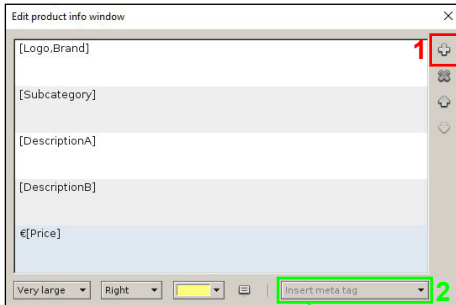 Edit product info window
[Logo,Brand]
1
[Subcategory]
[DescriptionA]
[DescriptionB]
€[Price]
Very large
Right
Insert meta tag
2